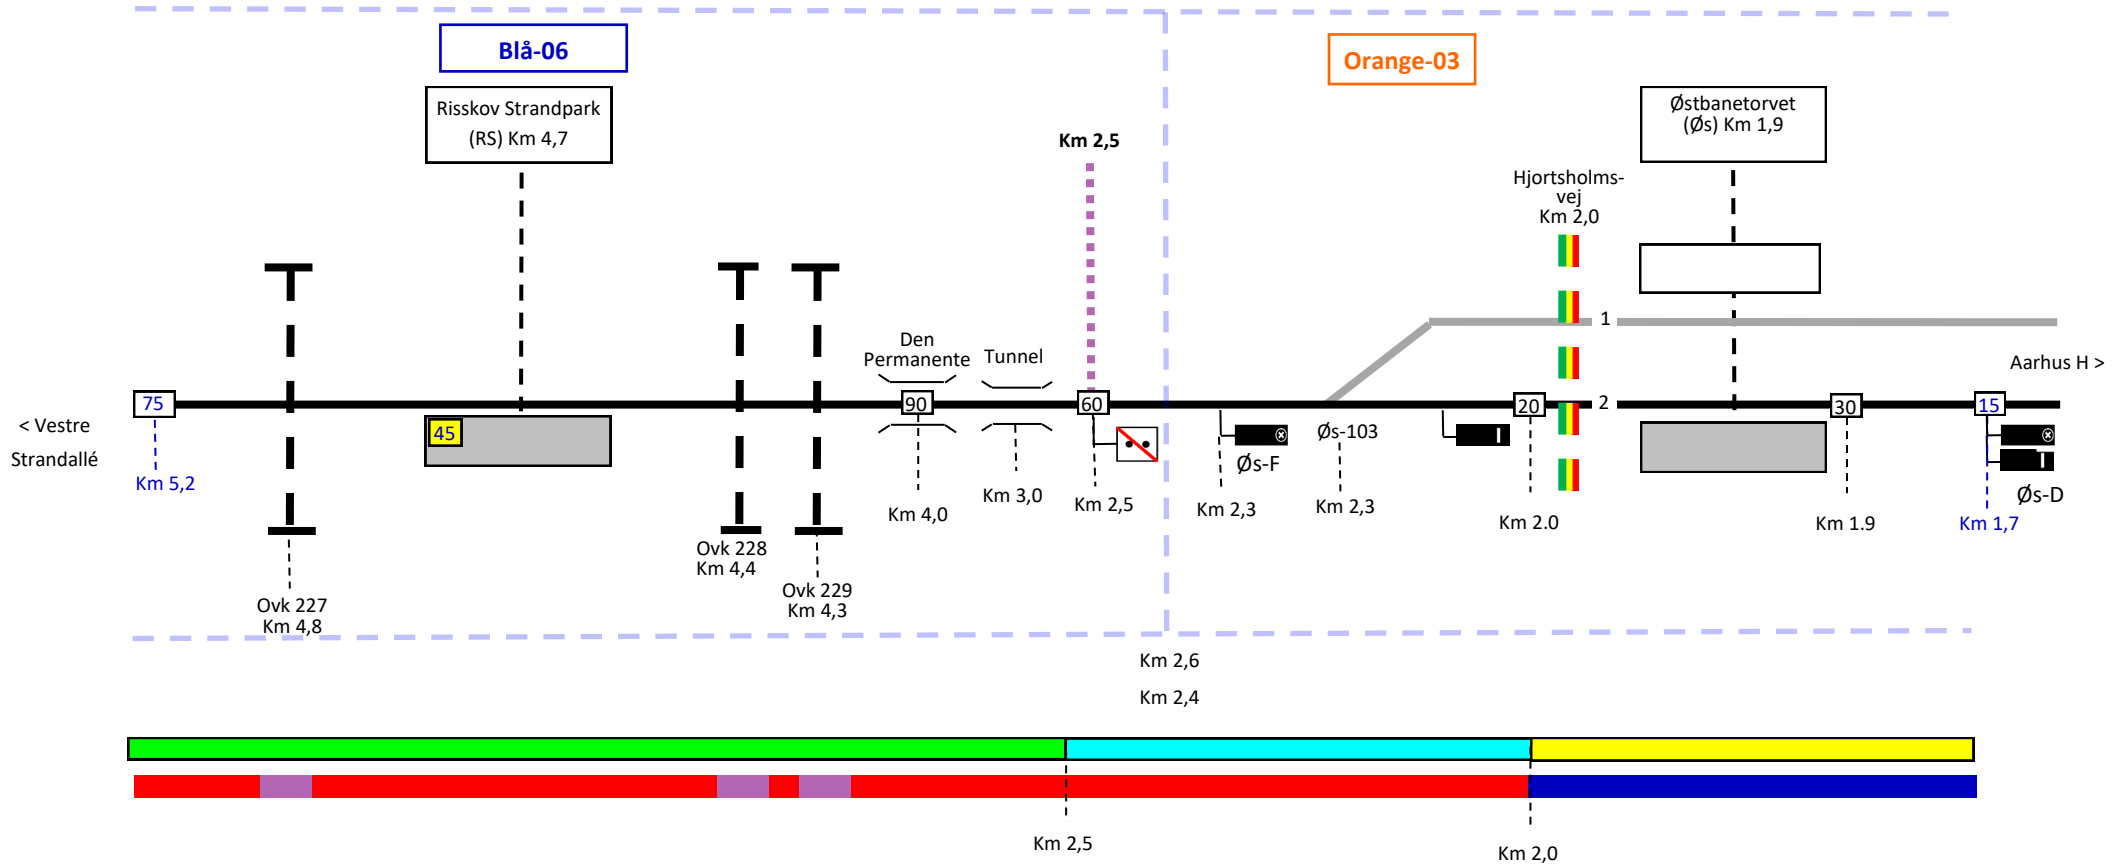 Blå-06
Orange-03
Risskov Strandpark
(RS) Km 4,7
Østbanetorvet
(Øs) Km 1,9
Km 2,5
Hjortsholms-
vej
Km 2,0
1
Den
Permanente
Tunnel
Aarhus H >
75
90
60
20
2
30
15
< Vestre
Strandallé
45
Øs-103
Øs-F
Km 5,2
Km 4,0
Km 3,0
Km 2,5
Km 2,3
Km 2,3
Km 2.0
Km 1.9
Øs-D
Km 1,7
Ovk 228
Km 4,4
Ovk 229
Km 4,3
Ovk 227
Km 4,8
Km 2,6
Km 2,4
Km 2,5
Km 2,0